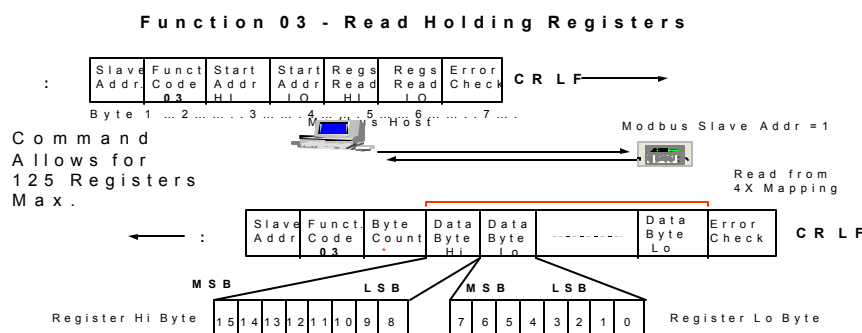 Function 03 - Read Holding Registers
: Slave Addr. Funct. Code 03 Start Addr HI Start Addr LO Regs Read HI Regs Read LO Error Check CR LF
Byte 1 ... 2 ... 3 ... 4 ... 5 ... 6 ... 7 ...
Modbus Host
Modbus Slave Addr =1
Command
Allows for
125 Registers
Max.
Read from
4X Mapping
: Slave Addr Funct. Code 03 Byte Count * Data Byte Hi Data Byte Lo --------- Data Byte Lo Error Check CR LF
MSB LSB MSB LSB
Register Hi Byte 15 14 13 12 11 10 9 8 7 6 5 4 3 2 1 0 Register Lo Byte